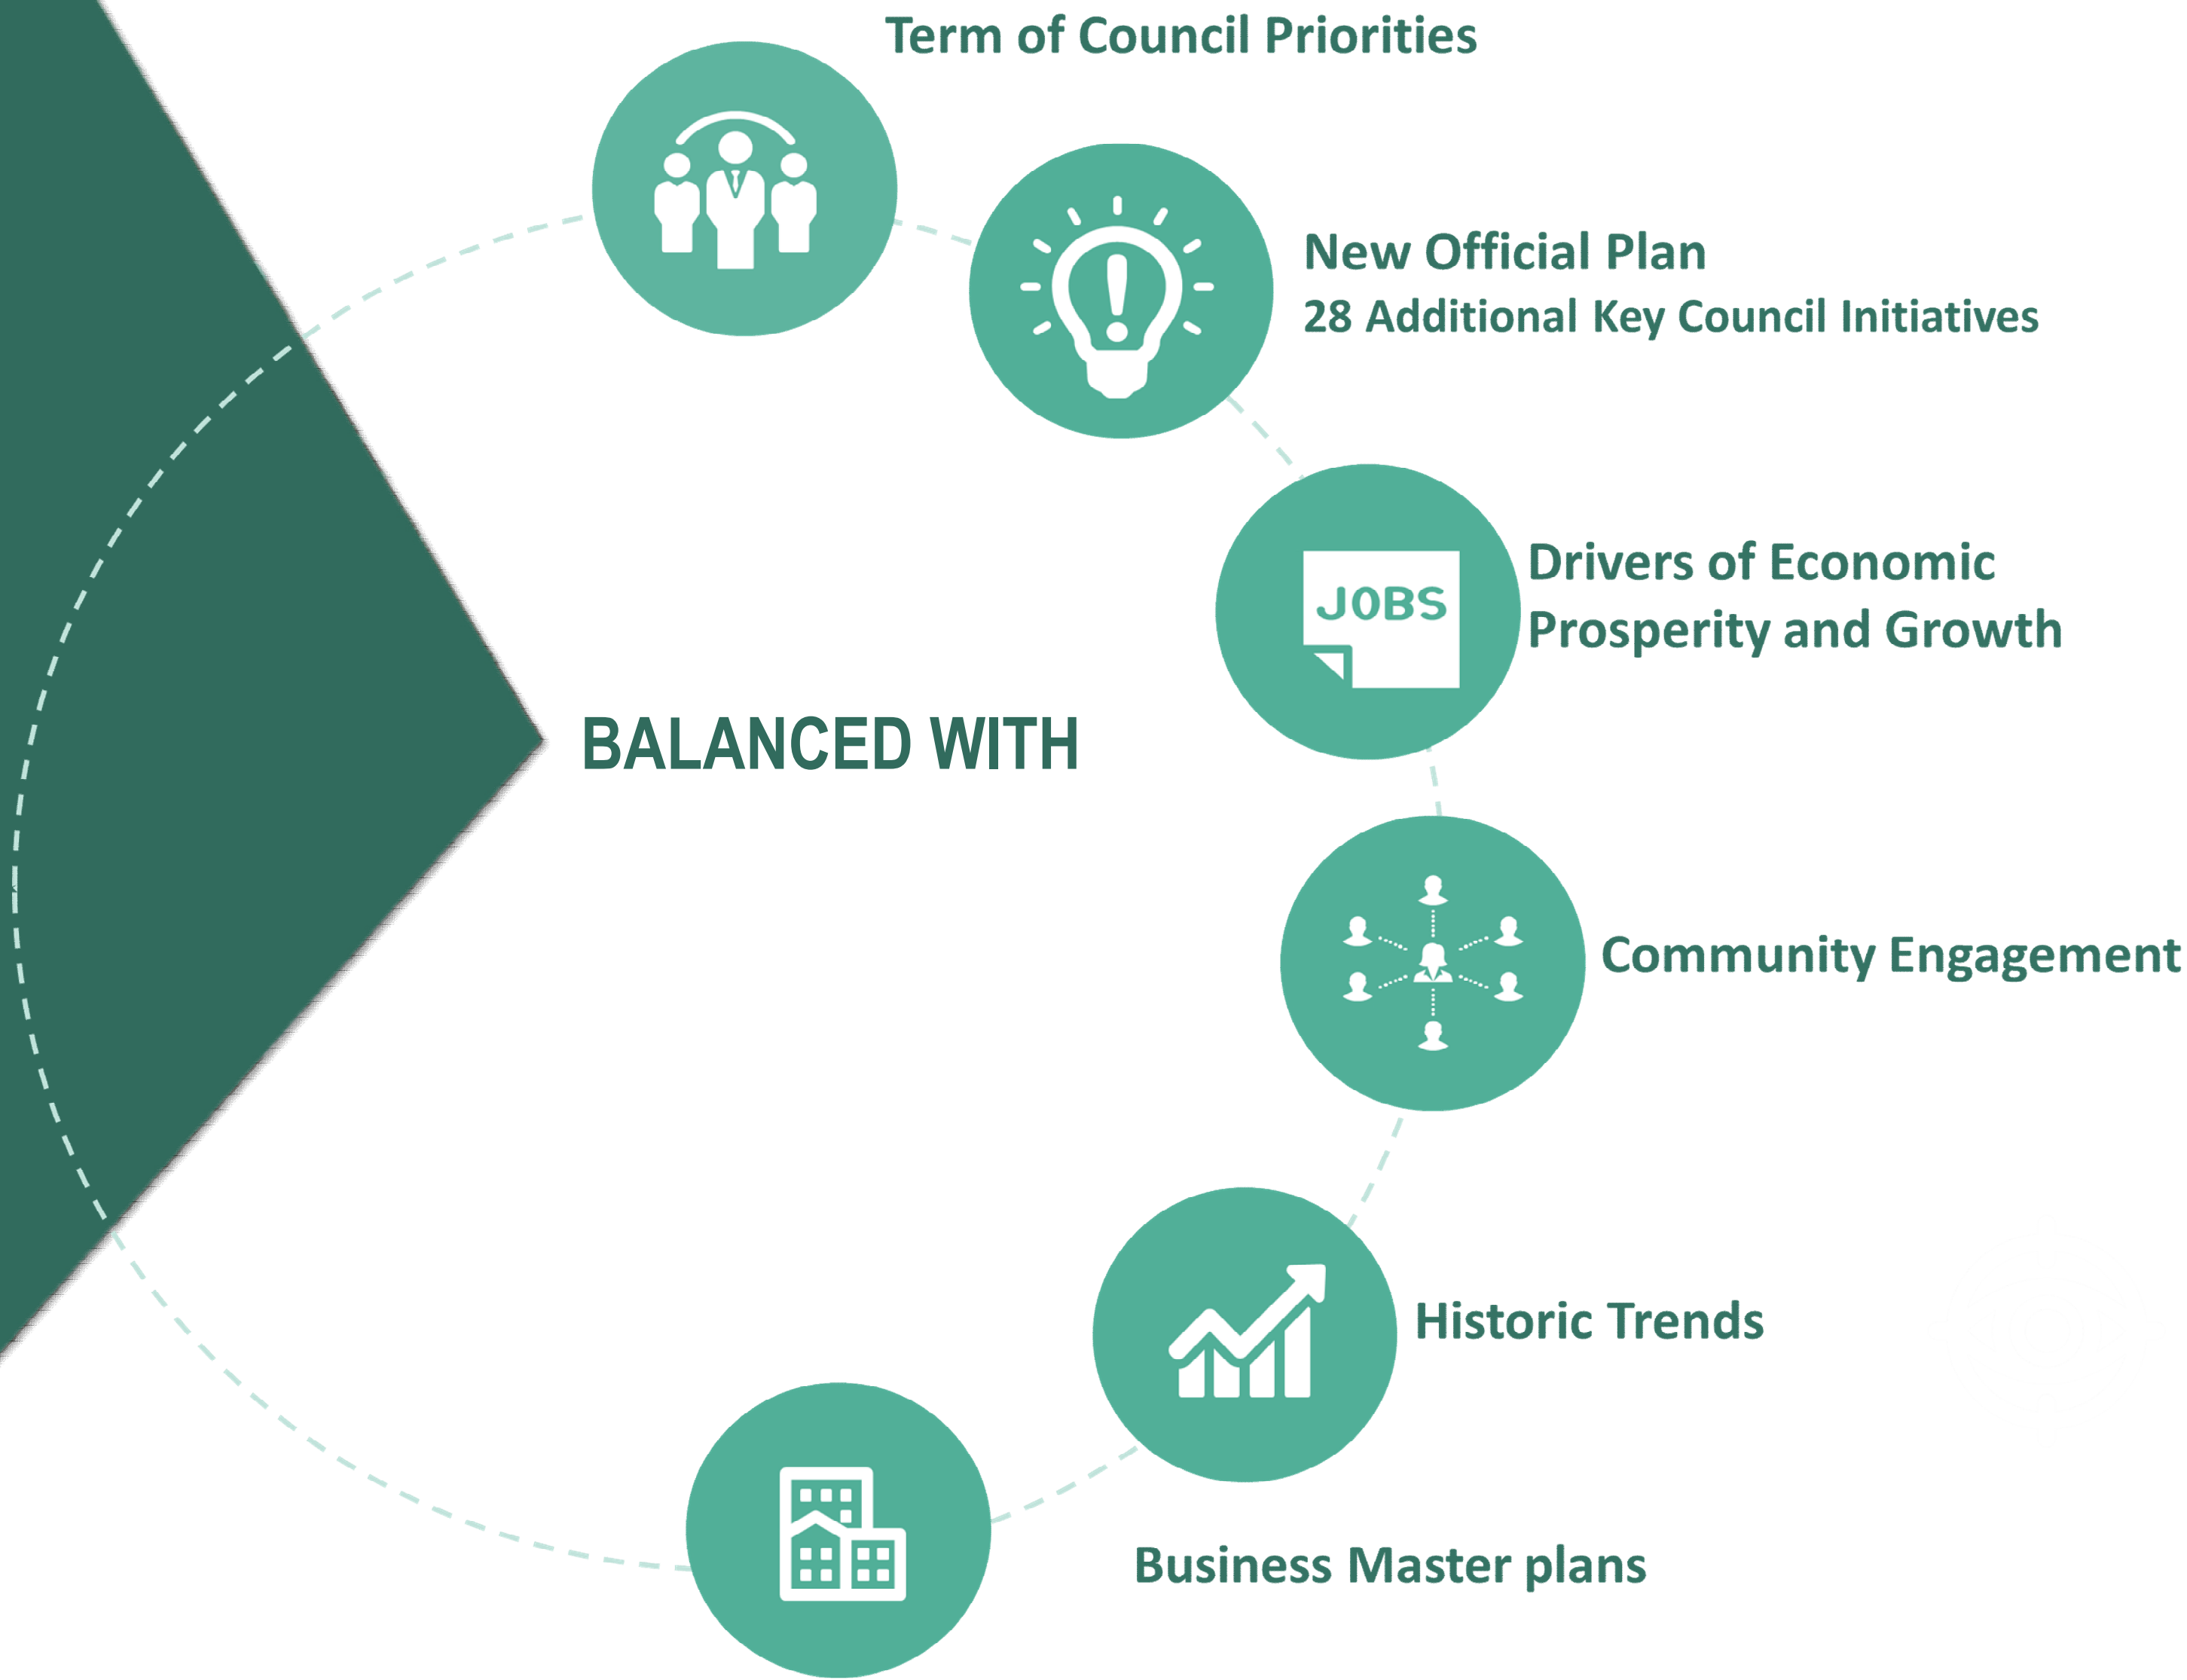 Term of Council Priorities
New Official Plan
28 Additional Key Council Initiatives
JOBS
Drivers of Economic
Prosperity and Growth
BALANCED WITH
Community Engagement
Historic Trends
Business Master plans